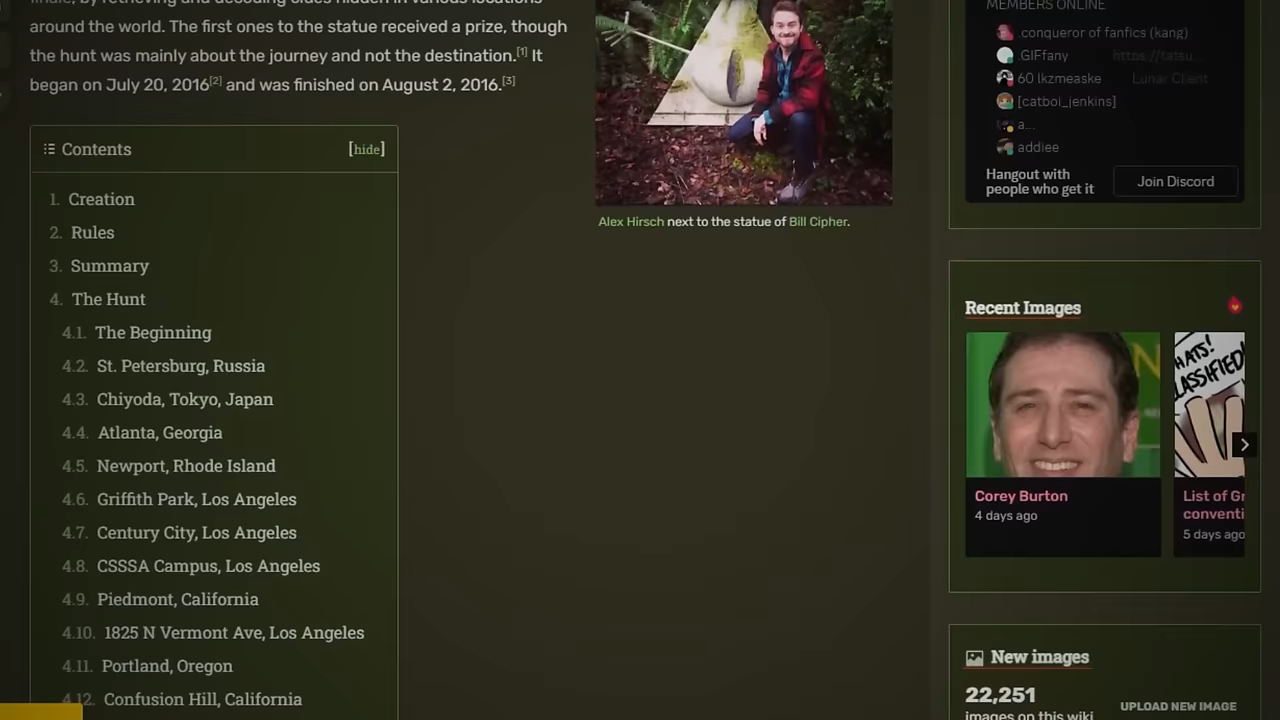 finale, by retrieving and decoding clues hidden in various locations
around the world. The first ones to the statue received a prize, though
the hunt was mainly about the journey and not the destination.[1] It
began on July 20, 2016[2] and was finished on August 2, 2016.[3]
Contents
[hide]
1. Creation
2. Rules
3. Summary
4. The Hunt
4.1. The Beginning
4.2. St. Petersburg, Russia
4.3. Chiyoda, Tokyo, Japan
4.4. Atlanta, Georgia
4.5. Newport, Rhode Island
4.6. Griffith Park, Los Angeles
4.7. Century City, Los Angeles
4.8. CSSSA Campus, Los Angeles
4.9. Piedmont, California
4.10. 1825 N Vermont Ave, Los Angeles
4.11. Portland, Oregon
4.12. Confusion Hill, California
Alex Hirsch next to the statue of Bill Cipher.
MEMBERS ONLINE
.conqueror of fanfics (kang)
.GIFfany https://tatsu...
60 lkzmeaske Lunar Client
[catboi_jenkins]
a...
addiee
Hangout with
people who get it
Join Discord
Recent Images
HATS!
LASSIFIED
Corey Burton
4 days ago
List of Gr
conventi
5 days ago
New images
22,251
images on this wiki
UPLOAD NEW IMAGE